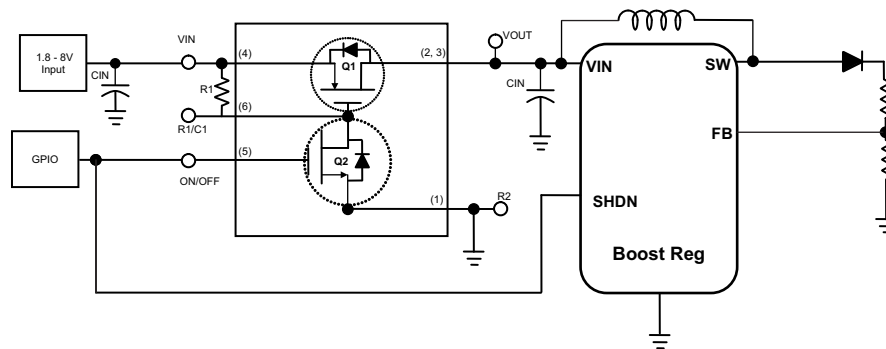 1.8 - 8V
Input
CIN
VIN
(4)
R1
(6)
R1/C1
Q1
(2, 3)
VOUT
CIN
GPIO
ON/OFF
(5)
Q2
(1)
R2
VIN
SW
FB
SHDN
Boost Reg